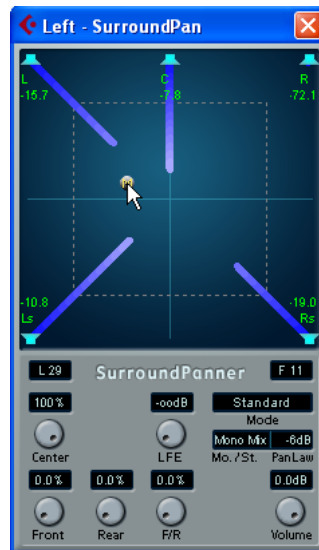 Left - SurroundPan
L C R
-15.7 -7.8 -72.1
-10.8 -19.0
Ls Rs
L 29 SurroundPanner F 11
100 % -oodB Standard
Mode
Mono Mix -6dB
Center LFE Mo./St. PanLaw
0.0 % 0.0 % 0.0 % 0.0dB
Front Rear F/R Volume